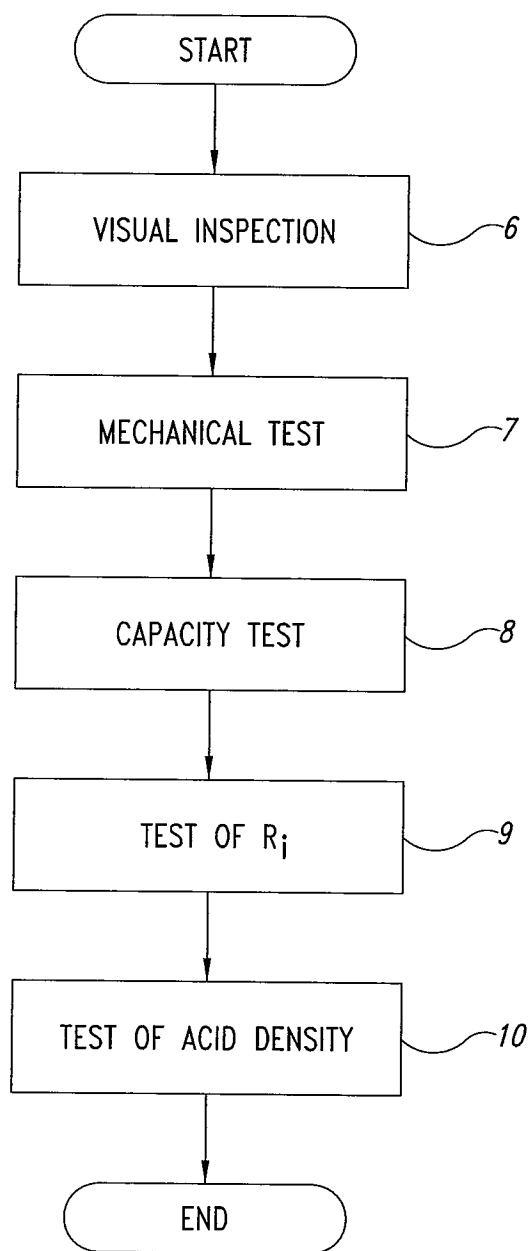 START
VISUAL INSPECTION
6
MECHANICAL TEST
7
CAPACITY TEST
8
TEST OF Ri
9
TEST OF ACID DENSITY
10
END